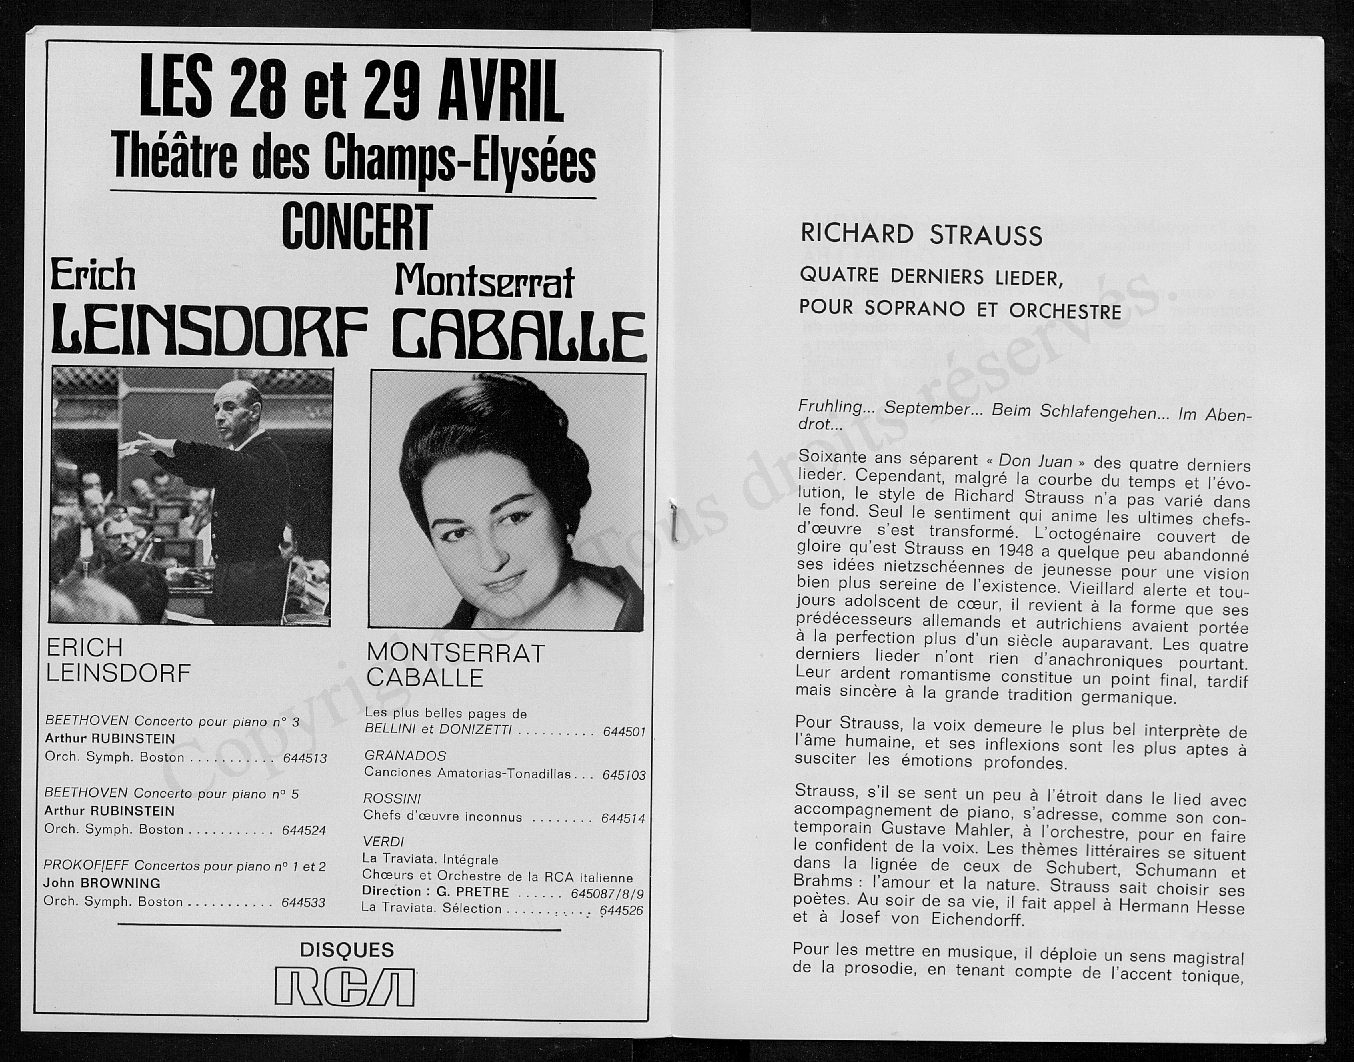 LES 28 et 29 AVRIL
Théâtre des Champs-Elysées
CONCERT
Erich
LEINSDORF
Montserrat
CABALLE
ERICH
LEINSDORF
BEETHOVEN Concerto pour piano n° 3
Arthur RUBINSTEIN
Orch. Symph. Boston . . . . . . . . . . . 644513
BEETHOVEN Concerto pour piano n° 5
Arthur RUBINSTEIN
Orch. Symph. Boston . . . . . . . . . . . 644524
PROKOFIEFF Concertos pour piano n° 1 et 2
John BROWNING
Orch. Symph. Boston . . . . . . . . . . . 644533
MONTSERRAT
CABALLE
Les plus belles pages de
BELLINI et DONIZETTI . . . . . . . . . . 644501
GRANADOS
Canciones Amatorias-Tonadillas . . . 645103
ROSSINI
Chefs d'œuvre inconnus . . . . . . . . 644514
VERDI
La Traviata. Intégrale
Chœurs et Orchestre de la RCA italienne
Direction : G. PRETRE . . . . . . 645087/8/9
La Traviata. Sélection . . . . . . . . . . . 644526
DISQUES
RCA
RICHARD STRAUSS
QUATRE DERNIERS LIEDER,
POUR SOPRANO ET ORCHESTRE
Fruhling... September... Beim Schlafengehen... Im Aben-
drot...
Soixante ans séparent « Don Juan » des quatre derniers
lieder. Cependant, malgré la courbe du temps et l'évo-
lution, le style de Richard Strauss n'a pas varié dans
le fond. Seul le sentiment qui anime les ultimes chefs-
d'œuvre s'est transformé. L'octogénaire couvert de
gloire qu'est Strauss en 1948 a quelque peu abandonné
ses idées nietzschéennes de jeunesse pour une vision
bien plus sereine de l'existence. Vieillard alerte et tou-
jours adolscent de cœur, il revient à la forme que ses
prédécesseurs allemands et autrichiens avaient portée
à la perfection plus d'un siècle auparavant. Les quatre
derniers lieder n'ont rien d'anachroniques pourtant.
Leur ardent romantisme constitue un point final, tardif
mais sincère à la grande tradition germanique.
Pour Strauss, la voix demeure le plus bel interprète de
l'âme humaine, et ses inflexions sont les plus aptes à
susciter les émotions profondes.
Strauss, s'il se sent un peu à l'étroit dans le lied avec
accompagnement de piano, s'adresse, comme son con-
temporain Gustave Mahler, à l'orchestre, pour en faire
le confident de la voix. Les thèmes littéraires se situent
dans la lignée de ceux de Schubert, Schumann et
Brahms : l'amour et la nature. Strauss sait choisir ses
poètes. Au soir de sa vie, il fait appel à Hermann Hesse
et à Josef von Eichendorff.
Pour les mettre en musique, il déploie un sens magistral
de la prosodie, en tenant compte de l'accent tonique,
Copyright © Tous droits réservés.